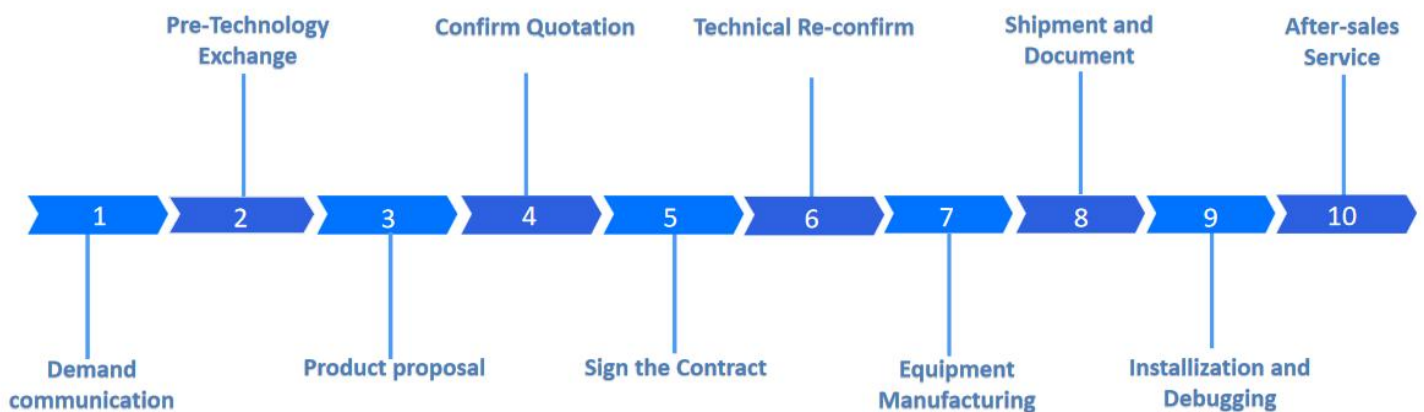 Pre-Technology
Exchange
Confirm Quotation
Technical Re-confirm
Shipment and
Document
After-sales
Service
1
2
3
4
5
6
7
8
9
10
Demand
communication
Product proposal
Sign the Contract
Equipment
Manufacturing
Installization and
Debugging